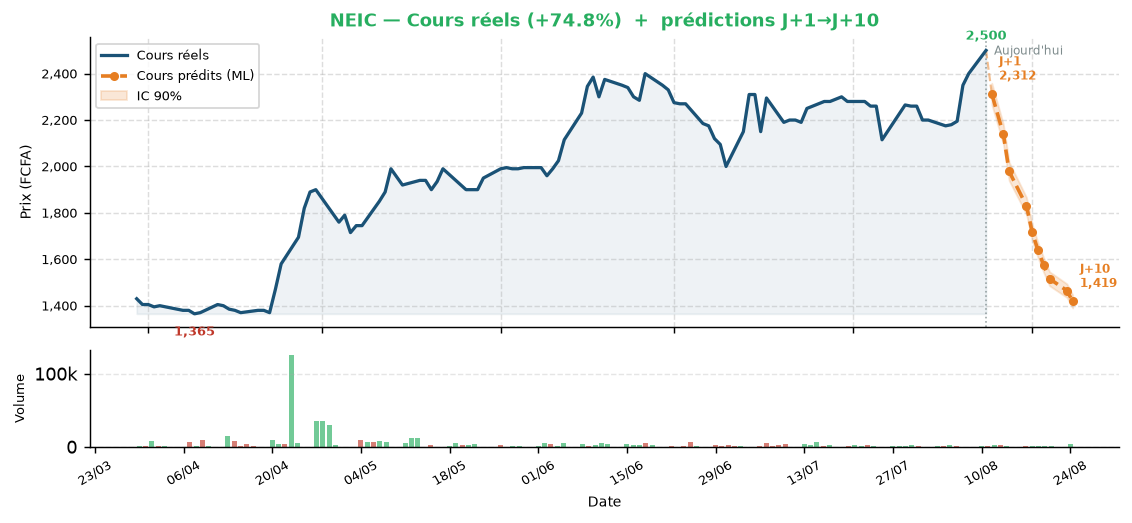 NEIC — Cours réels (+74.8%)  +  prédictions J+1→J+10
2,500
Aujourd'hui
Cours réels
Cours prédits (ML)
IC 90%
J+1
2,312
2,400
2,200
2,000
1,800
1,600
1,400
Prix (FCFA)
J+10
1,419
1,365
100k
0
Volume
23/03
06/04
20/04
04/05
18/05
01/06
15/06
29/06
13/07
27/07
10/08
24/08
Date